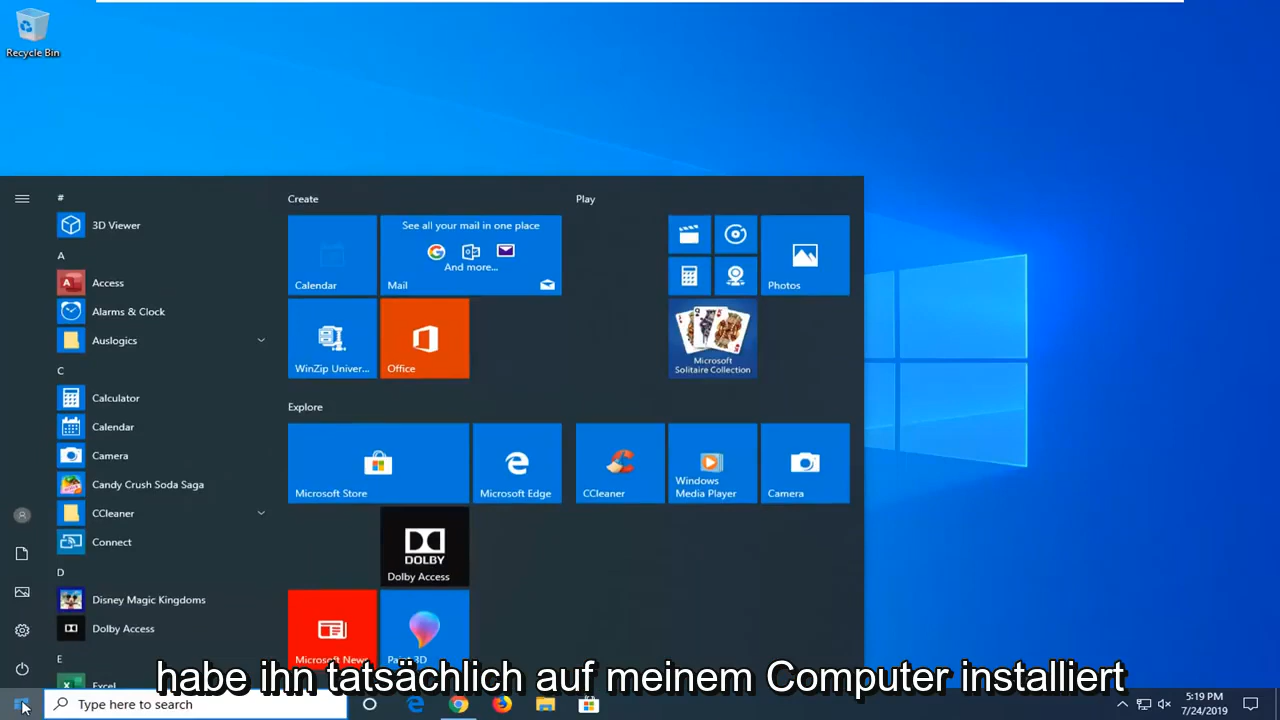 Recycle Bin
#
3D Viewer
A
Access
Alarms & Clock
Auslogics
C
Calculator
Calendar
Camera
Candy Crush Soda Saga
CCleaner
Connect
D
Disney Magic Kingdoms
Dolby Access
E
Excel
Create
Calendar
See all your mail in one place
And more...
Mail
WinZip Univer...
Office
Play
Photos
Microsoft
Solitaire Collection
Explore
Microsoft Store
Microsoft Edge
CCleaner
Windows
Media Player
Camera
DOLBY
Dolby Access
Microsoft News
Paint 3D
habe ihn tatsächlich auf meinem Computer installiert
Type here to search
5:19 PM
7/24/2019